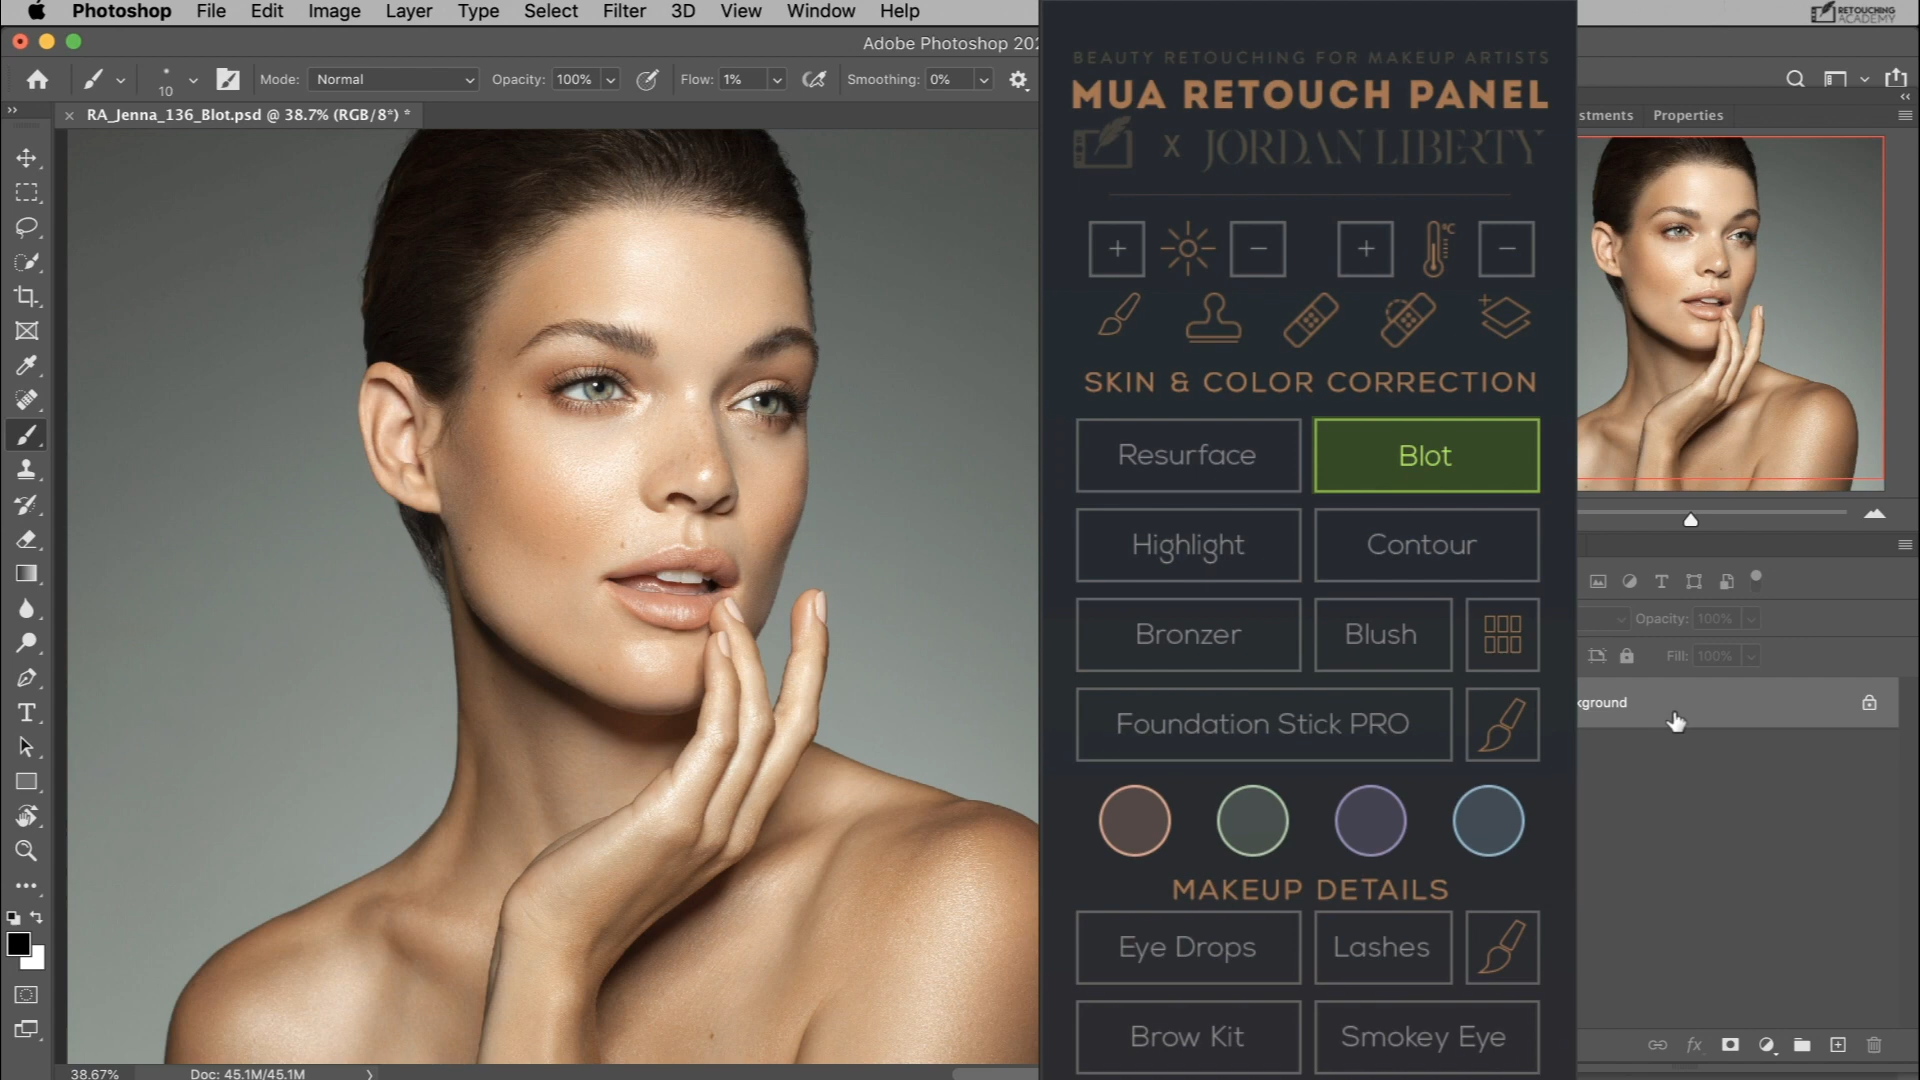 Photoshop File Edit Image Layer Type Select Filter 3D View Window Help
RETOUCHING
ACADEMY
Adobe Photoshop 202
10
Mode: Normal Opacity: 100% Flow: 1% Smoothing: 0%
RA_Jenna_136_Blot.psd @ 38.7% (RGB/8*) *
BEAUTY RETOUCHING FOR MAKEUP ARTISTS
MUA RETOUCH PANEL
X JORDAN LIBERTY
+ − + °C −
SKIN & COLOR CORRECTION
Resurface Blot
Highlight Contour
Bronzer Blush
Foundation Stick PRO
MAKEUP DETAILS
Eye Drops Lashes
Brow Kit Smokey Eye
stments Properties
Opacity: 100%
Fill: 100%
kground
fx
38.67% Doc: 45.1M/45.1M